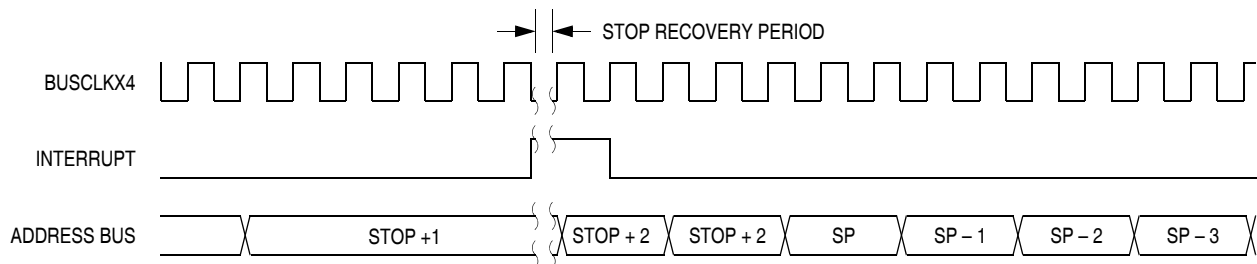 STOP RECOVERY PERIOD
BUSCLKX4
INTERRUPT
ADDRESS BUS STOP +1 STOP + 2 STOP + 2 SP SP – 1 SP – 2 SP – 3